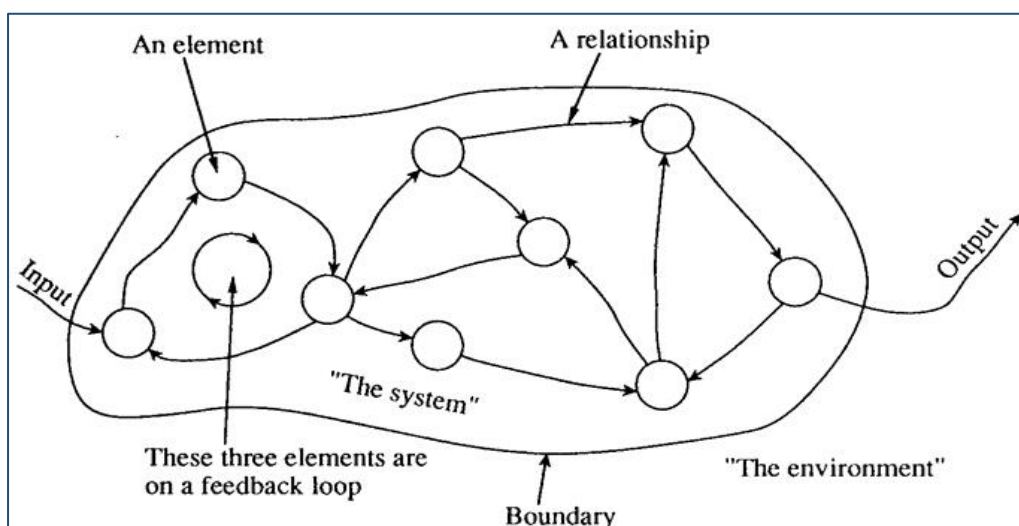 An element
A relationship
Input
Output
"The system"
These three elements are
on a feedback loop
"The environment"
Boundary